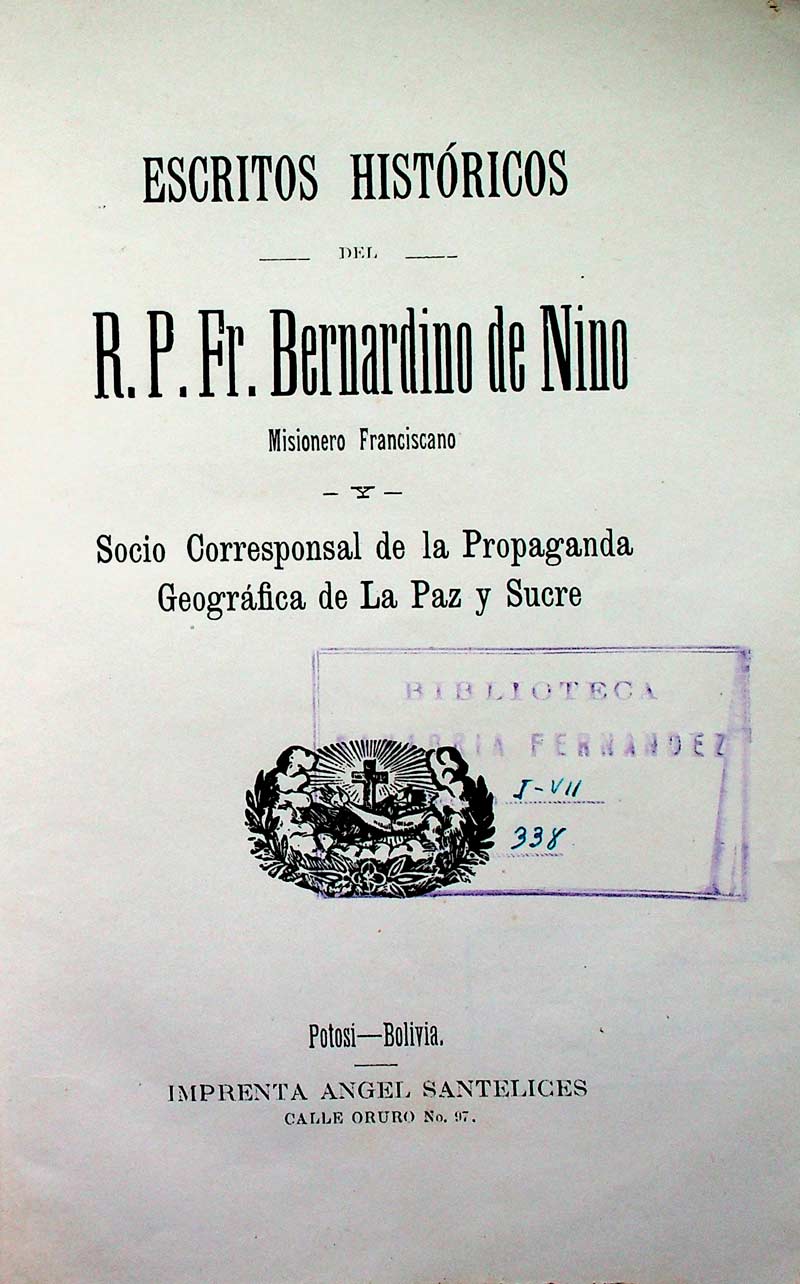 ESCRITOS HISTÓRICOS
DEL
R. P. Fr. Bernardino de Nino
Misionero Franciscano
— Y —
Socio Corresponsal de la Propaganda
Geográfica de La Paz y Sucre
BIBLIOTECA
SANABRIA FERNANDEZ
I-VII
338
Potosi—Bolivia.
IMPRENTA ANGEL SANTELICES
CALLE ORURO No. 97.